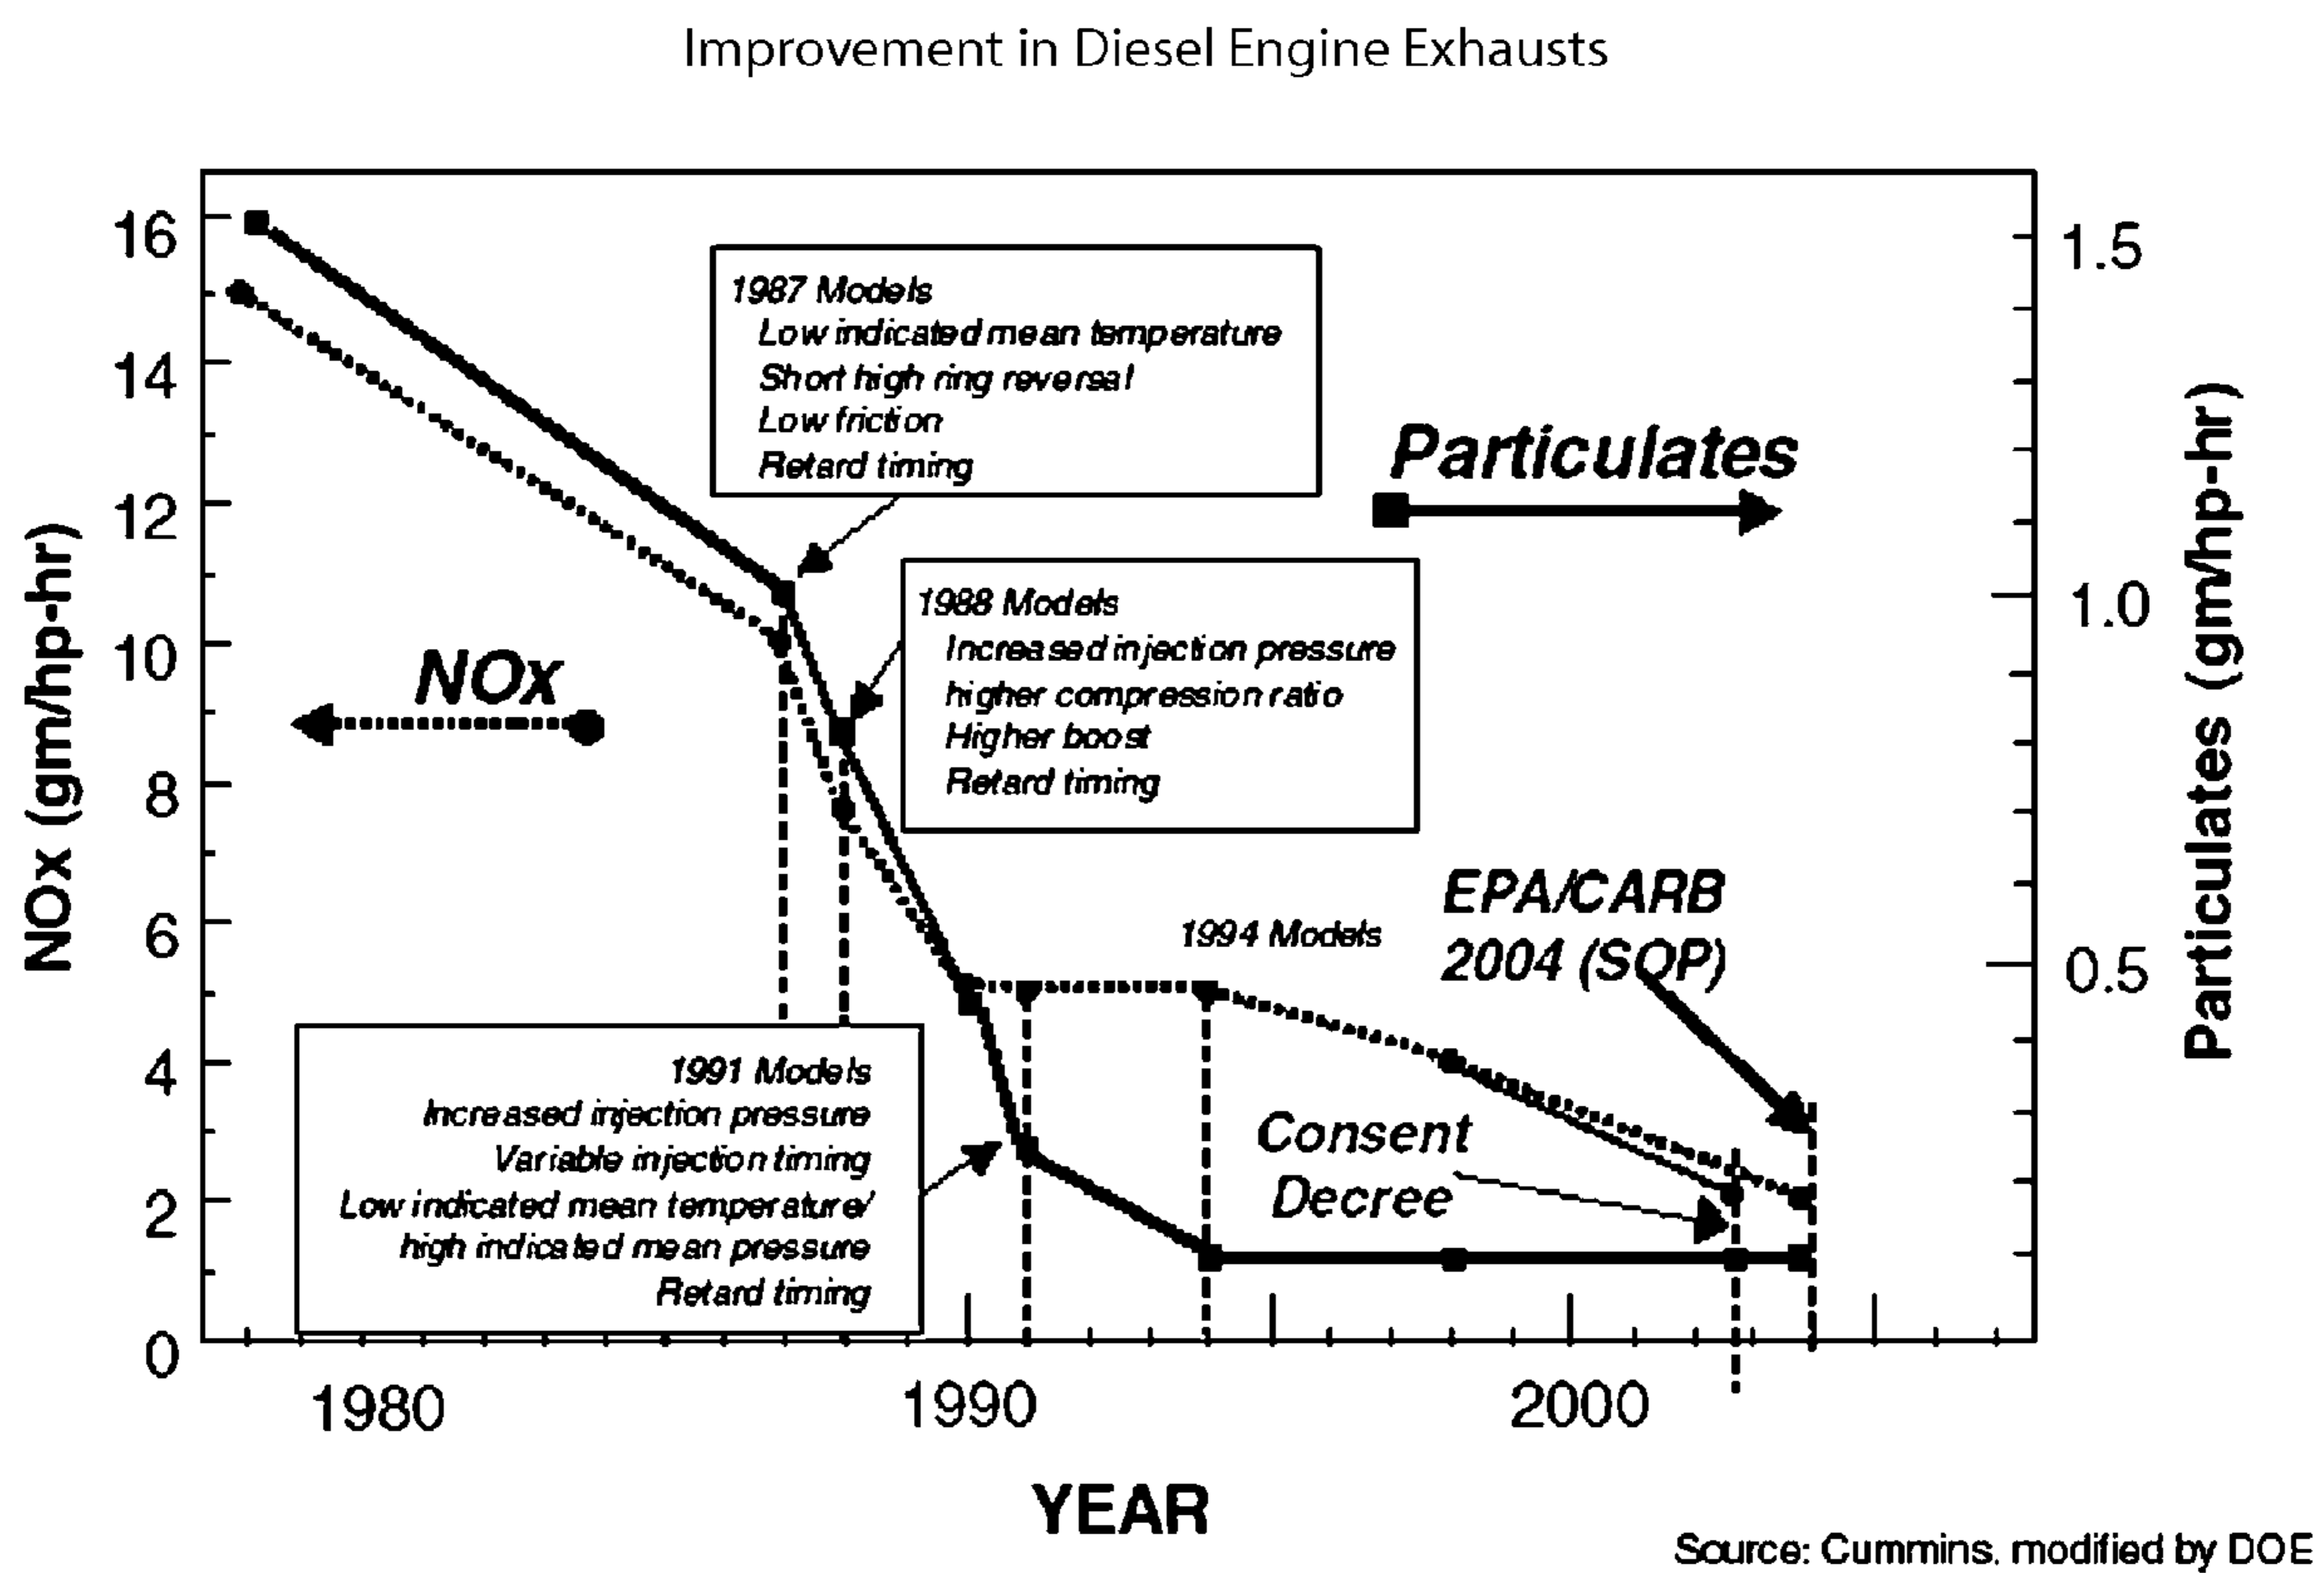 Improvement in Diesel Engine Exhausts
16
14
12
10
8
6
4
2
0
NOx (gm/hp-hr)
1987 Models
Low indicated mean temperature
Short high ring reversal
Low friction
Retard timing
Particulates
1988 Models
Increased injection pressure
higher compression ratio
Higher boost
Retard timing
NOx
1994 Models
EPA/CARB
2004 (SOP)
1991 Models
Increased injection pressure
Variable injection timing
Low indicated mean temperature/
high indicated mean pressure
Retard timing
Consent
Decree
1.5
1.0
0.5
Particulates (gm/hp-hr)
1980
1990
2000
YEAR
Source: Cummins, modified by DOE